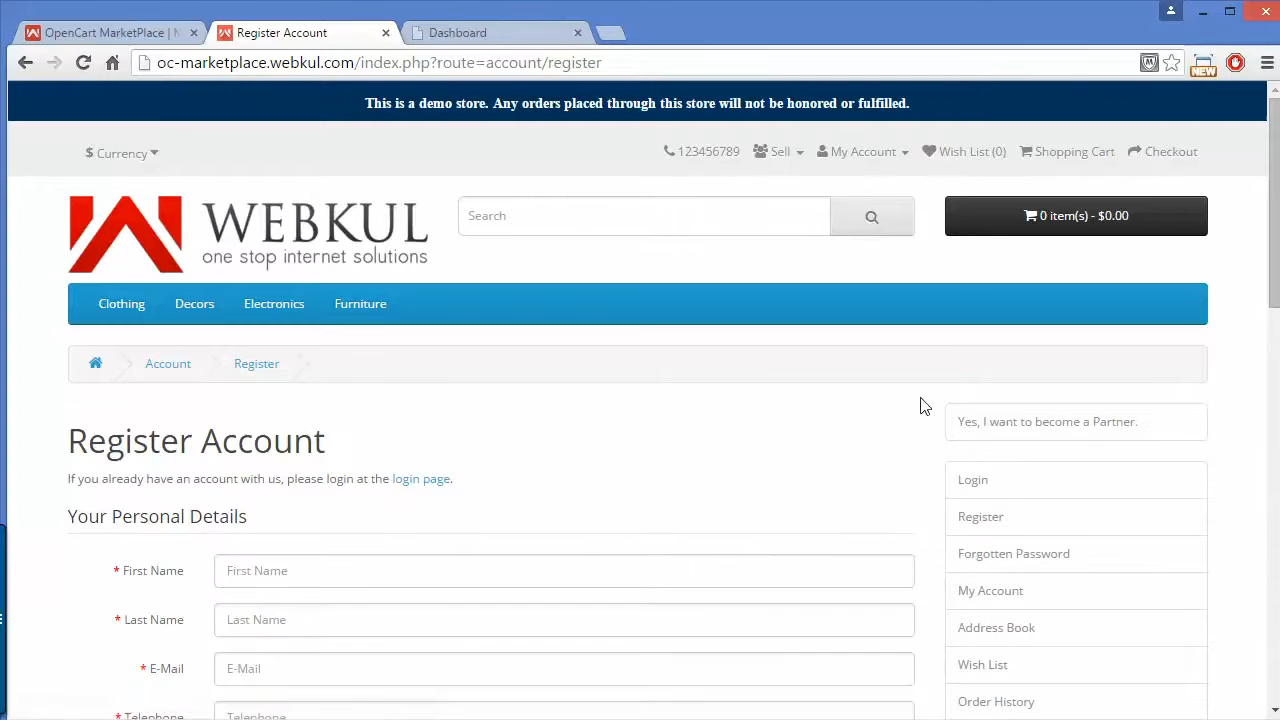 OpenCart MarketPlace | M
Register Account
Dashboard
oc-marketplace.webkul.com/index.php?route=account/register
NEW
This is a demo store. Any orders placed through this store will not be honored or fulfilled.
$ Currency
123456789 Sell My Account Wish List (0) Shopping Cart Checkout
WEBKUL
one stop internet solutions
Search
0 item(s) - $0.00
Clothing Decors Electronics Furniture
Account Register
Register Account
If you already have an account with us, please login at the login page.
Your Personal Details
* First Name First Name
* Last Name Last Name
* E-Mail E-Mail
* Telephone Telephone
Yes, I want to become a Partner.
Login
Register
Forgotten Password
My Account
Address Book
Wish List
Order History